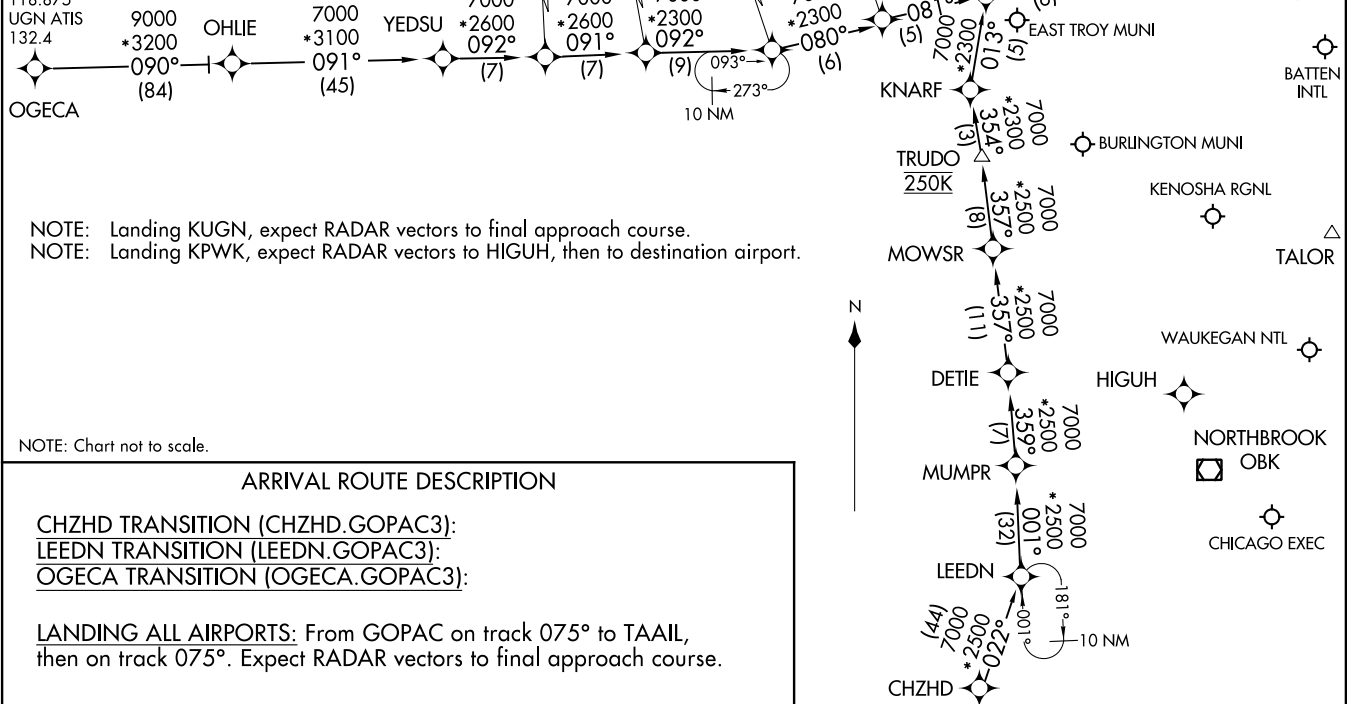 118.675
UGN ATIS
132.4
OGECA
9000
*3200
090°
(84)
OHLIE
7000
*3100
091°
(45)
YEDSU
7000
*2600
092°
(7)
7000
*2600
091°
(7)
7000
*2300
092°
(9)
093°
273°
10 NM
*2300
080°
(6)
081°
(5)
7000
*2300
013°
(5)
EAST TROY MUNI
BATTEN
INTL
KNARF
7000
*2300
354°
(3)
BURLINGTON MUNI
TRUDO
250K
KENOSHA RGNL
7000
*2500
357°
(8)
TALOR
NOTE: Landing KUGN, expect RADAR vectors to final approach course.
NOTE: Landing KPWK, expect RADAR vectors to HIGUH, then to destination airport.
MOWSR
7000
*2500
357°
(11)
N
WAUKEGAN NTL
DETIE
HIGUH
7000
*2500
359°
(7)
NORTHBROOK
OBK
MUMPR
7000
*2500
001°
(32)
CHICAGO EXEC
LEEDN
181°
001°
10 NM
(44)
7000
*2500
022°
CHZHD
NOTE: Chart not to scale.
ARRIVAL ROUTE DESCRIPTION
CHZHD TRANSITION (CHZHD.GOPAC3):
LEEDN TRANSITION (LEEDN.GOPAC3):
OGECA TRANSITION (OGECA.GOPAC3):
LANDING ALL AIRPORTS: From GOPAC on track 075° to TAAIL,
then on track 075°. Expect RADAR vectors to final approach course.